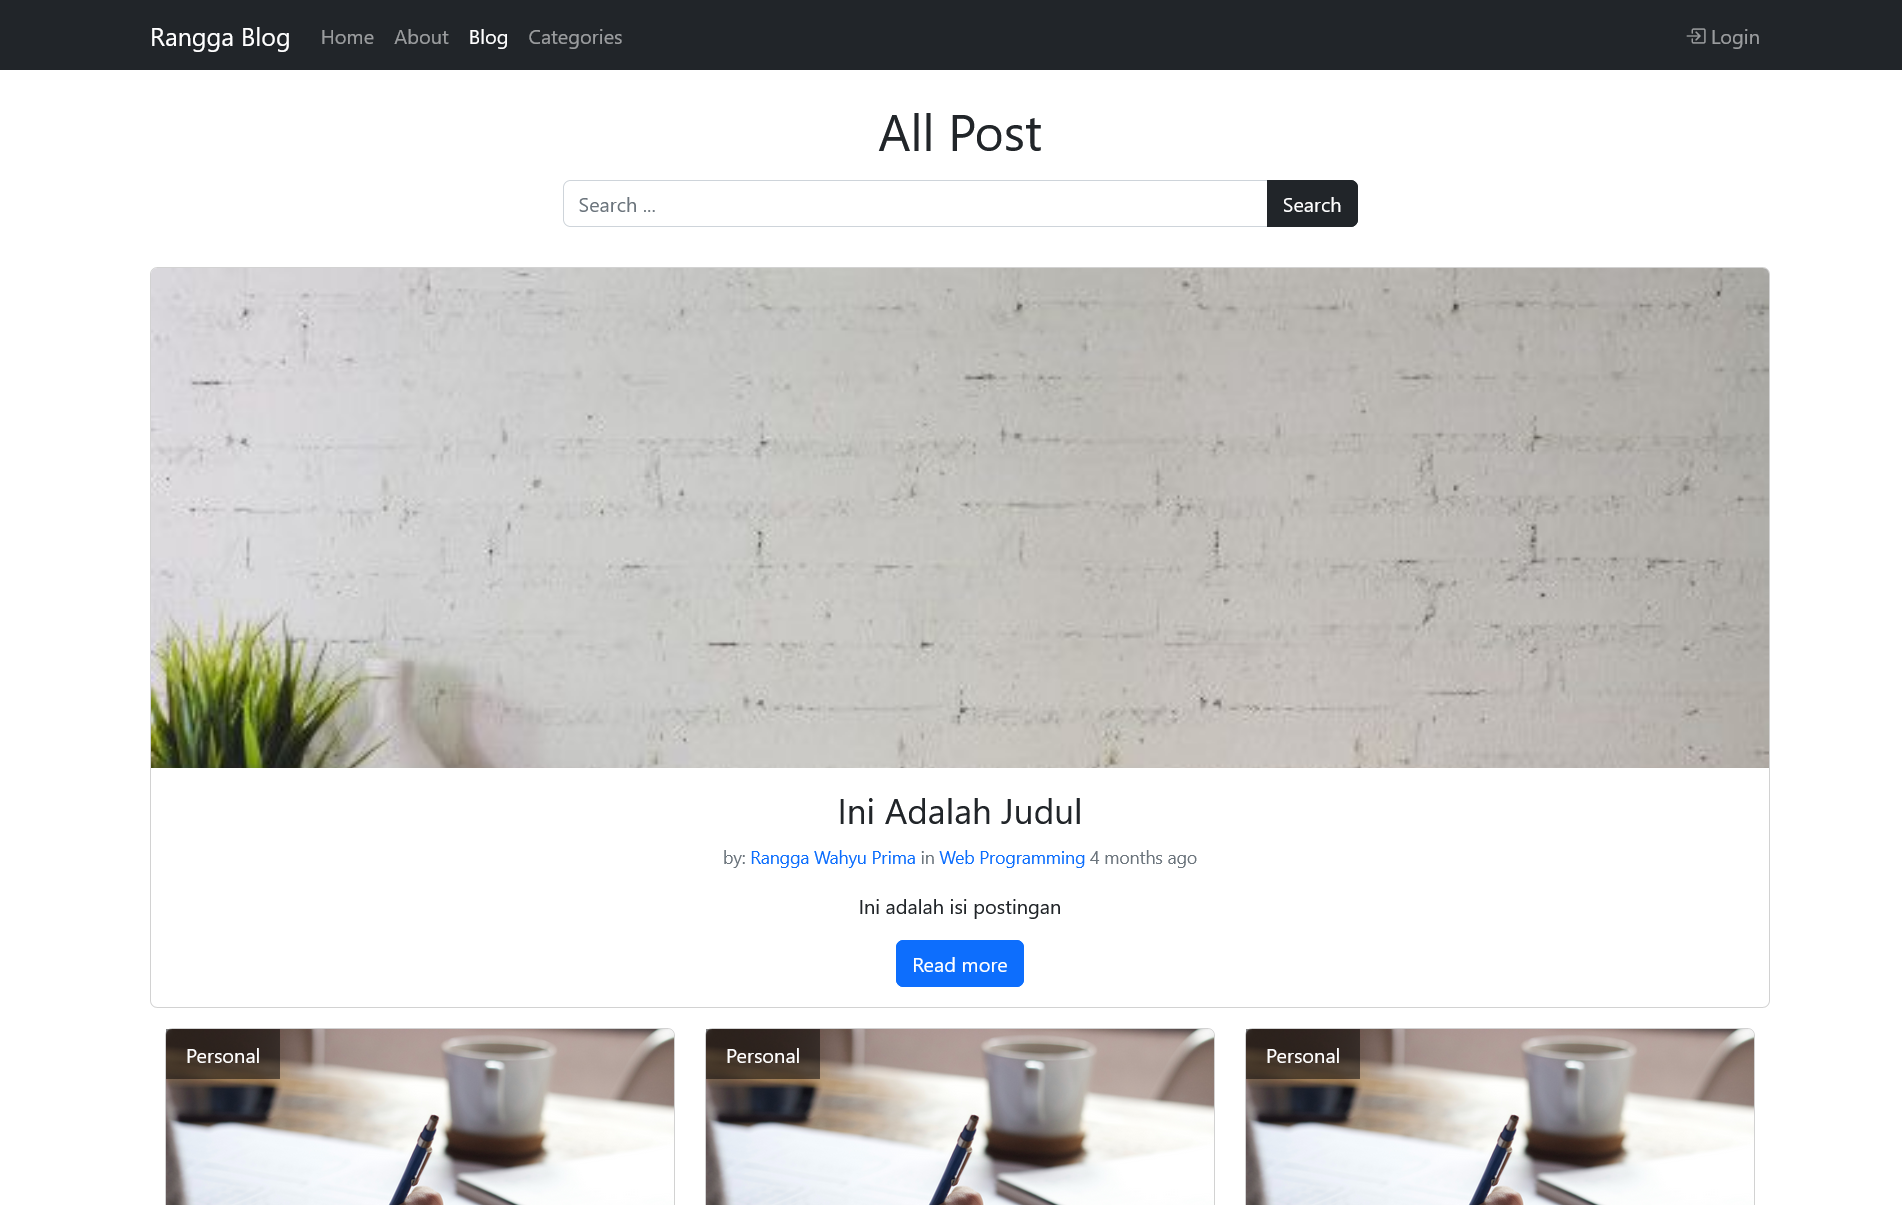 Rangga Blog Home About Blog Categories Login
All Post
Search ... Search
Ini Adalah Judul
by: Rangga Wahyu Prima in Web Programming 4 months ago
Ini adalah isi postingan
Read more
Personal Personal Personal